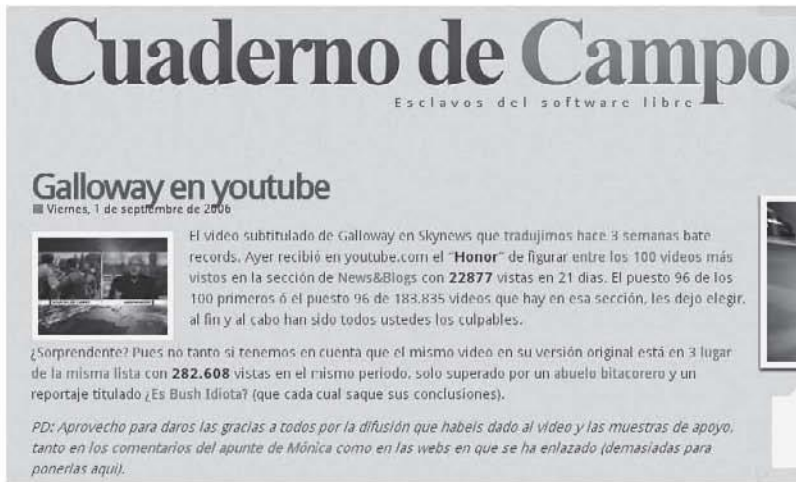 Cuaderno de Campo
Esclavos del software libre
Galloway en youtube
Viernes, 1 de septiembre de 2006
El video subtitulado de Galloway en Skynews que tradujimos hace 3 semanas bate
records. Ayer recibió en youtube.com el "Honor" de figurar entre los 100 videos más
vistos en la sección de News&Blogs con 22877 vistas en 21 dias. El puesto 96 de los
100 primeros ó el puesto 96 de 183.835 videos que hay en esa sección, les dejo elegir,
al fin y al cabo han sido todos ustedes los culpables.
¿Sorprendente? Pues no tanto si tenemos en cuenta que el mismo video en su versión original está en 3 lugar
de la misma lista con 282.608 vistas en el mismo periodo, solo superado por un abuelo bitacorero y un
reportaje titulado ¿Es Bush Idiota? (que cada cual saque sus conclusiones).
PD: Aprovecho para daros las gracias a todos por la difusión que habeis dado al video y las muestras de apoyo,
tanto en los comentarios del apunte de Mónica como en las webs en que se ha enlazado (demasiadas para
ponerlas aqui).